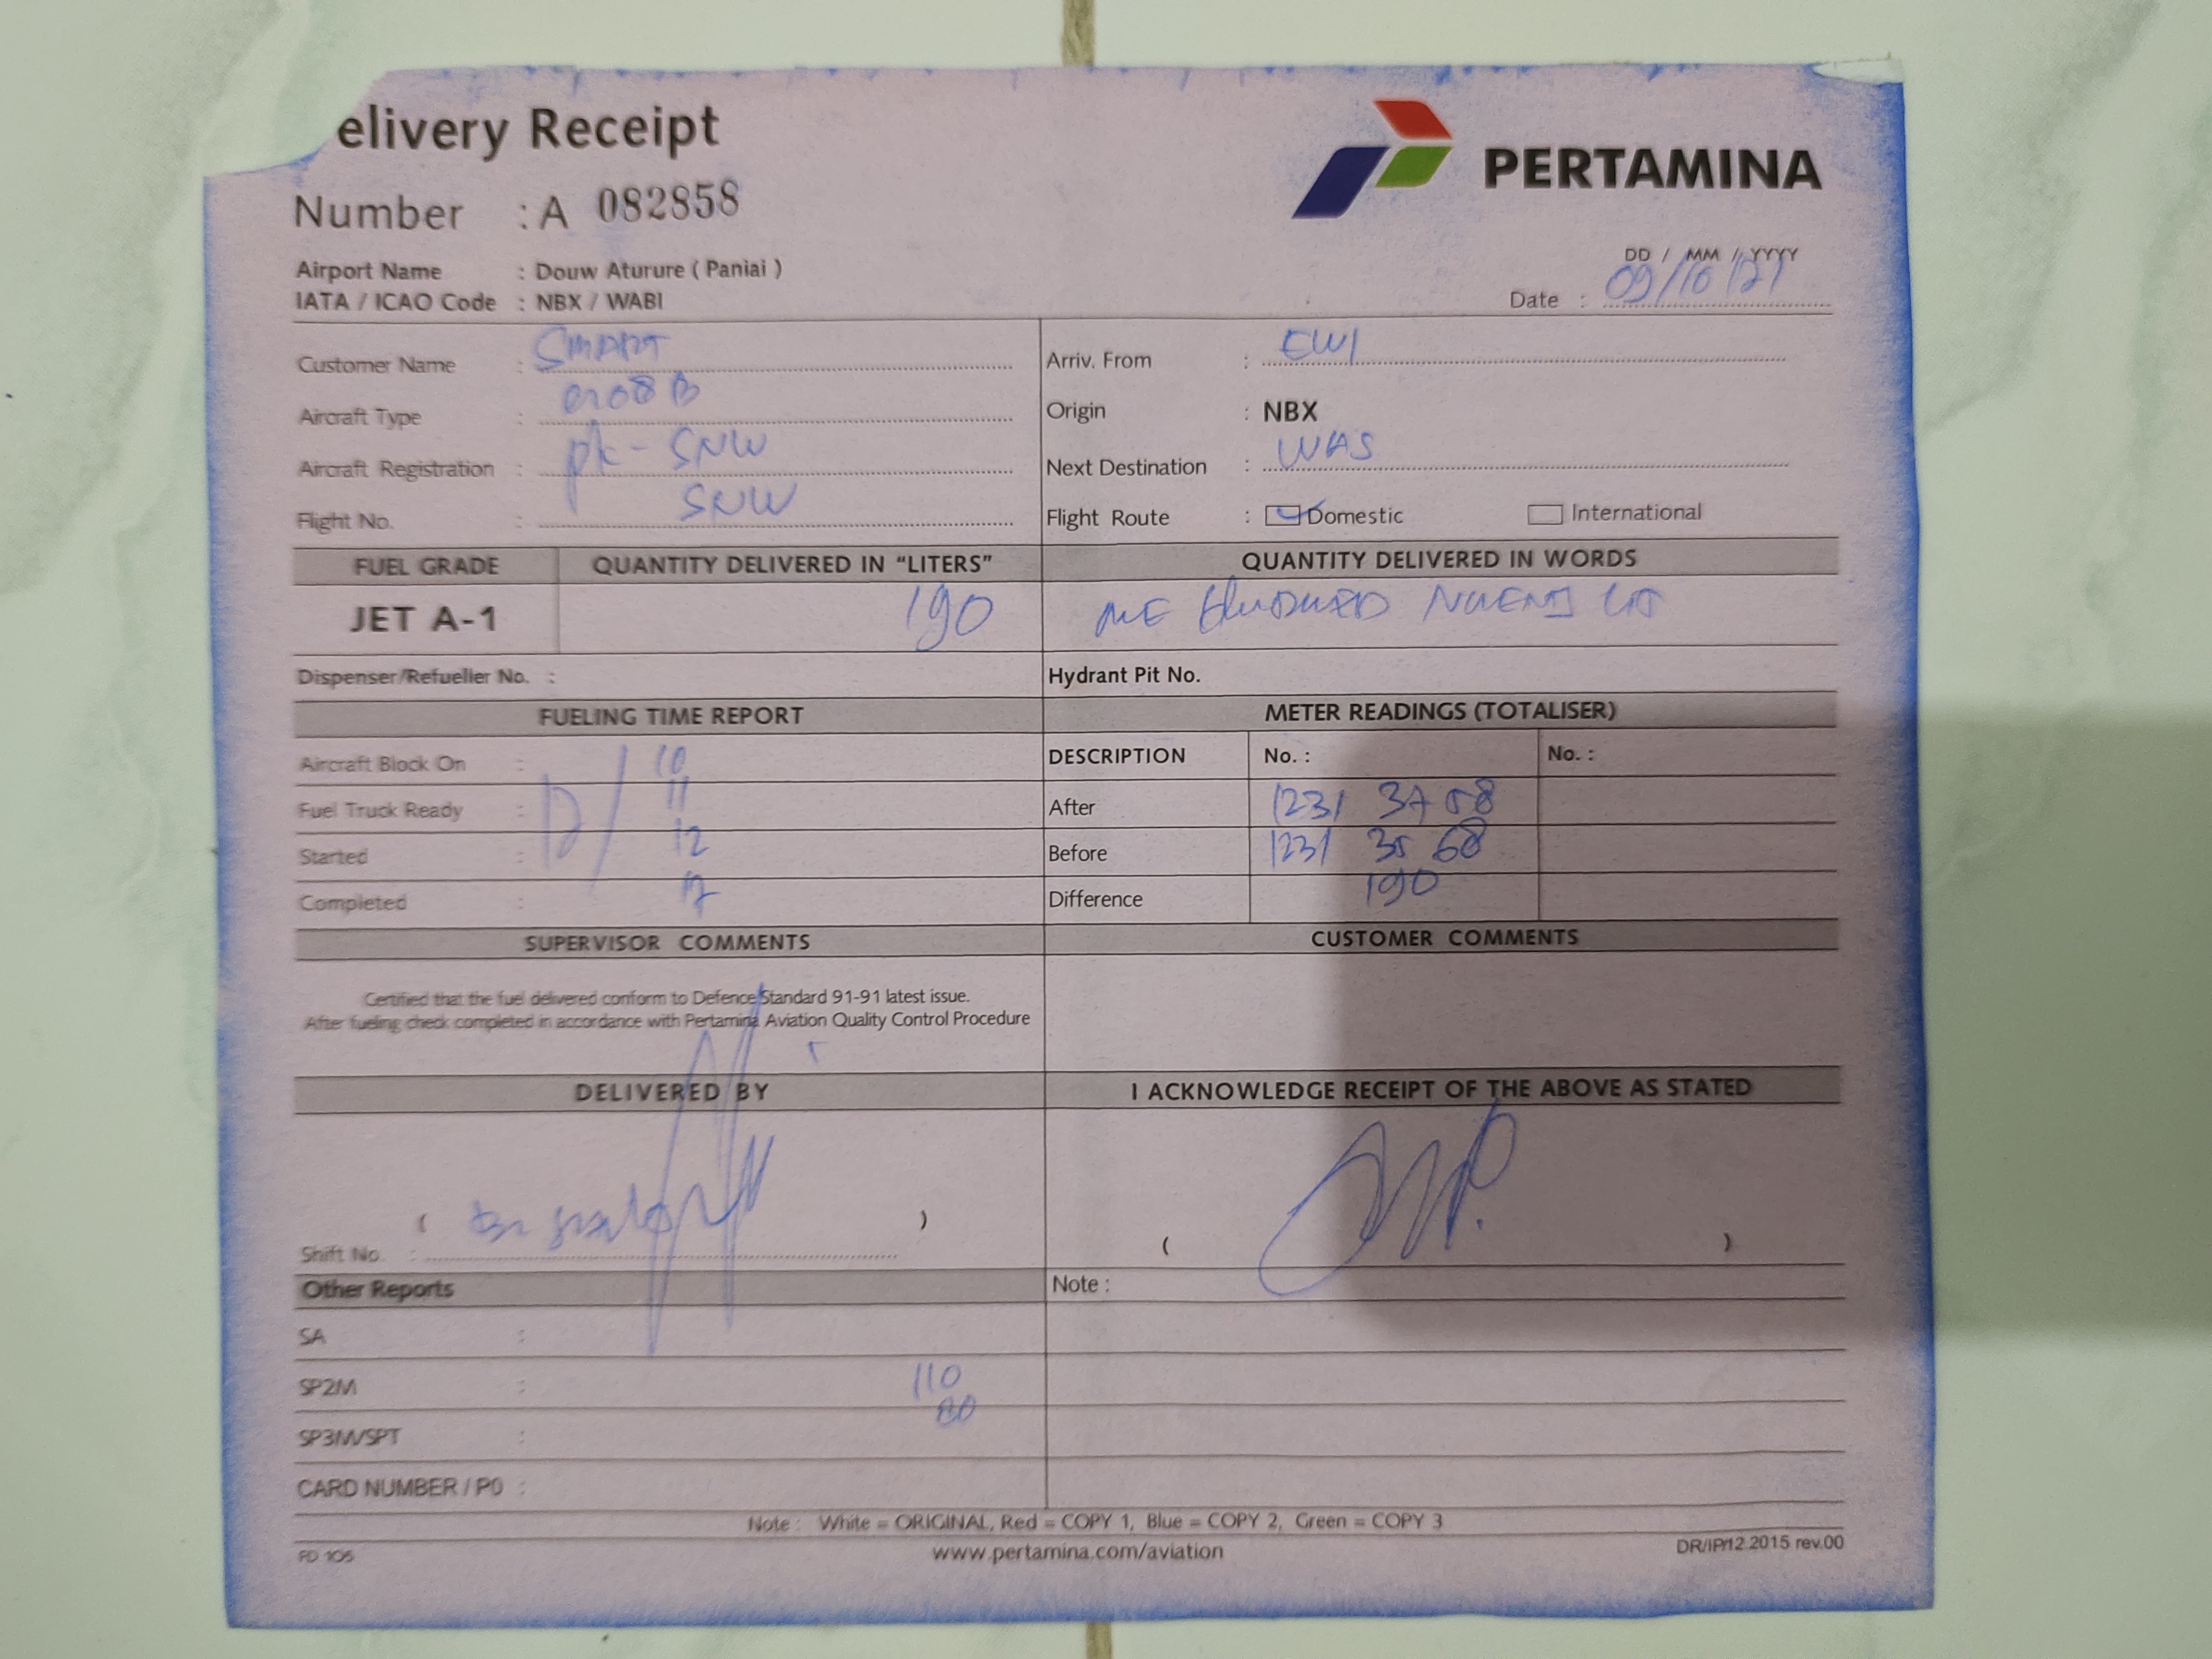 elivery Receipt
PERTAMINA
Number : A 082858
Airport Name : Douw Aturure ( Paniai )
IATA / ICAO Code : NBX / WABI
DD / MM / YYYY
Date : 09/10/21
Customer Name : SMART
Arriv. From : EWI
Aircraft Type : C208 B
Origin : NBX
Aircraft Registration : PK - SNW
Next Destination : WAS
Flight No. : SNW
Flight Route : Domestic International
FUEL GRADE QUANTITY DELIVERED IN "LITERS" QUANTITY DELIVERED IN WORDS
JET A-1 190 HUNDRED
Dispenser/Refueller No. : Hydrant Pit No.
FUELING TIME REPORT METER READINGS (TOTALISER)
Aircraft Block On : 10
DESCRIPTION No. : No. :
Fuel Truck Ready : 11
After 1231 37 58
Started : 12
Before 1231 35 68
Completed : 17
Difference 190
SUPERVISOR COMMENTS CUSTOMER COMMENTS
Certified that the fuel delivered conform to Defence Standard 91-91 latest issue.
After fueling check completed in accordance with Pertamina Aviation Quality Control Procedure
DELIVERED BY I ACKNOWLEDGE RECEIPT OF THE ABOVE AS STATED
( ) ( )
Shift No. :
Other Reports Note :
SA :
SP2M : 110
80
SP3M/SPT :
CARD NUMBER / PO :
Note : White = ORIGINAL, Red = COPY 1, Blue = COPY 2, Green = COPY 3
FD 105 www.pertamina.com/aviation DR/IP/12.2015 rev.00